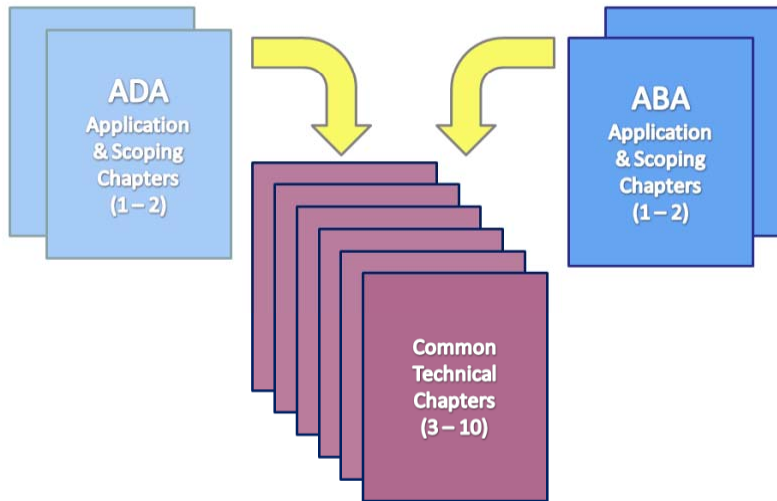 ADA
Application
& Scoping
Chapters
(1 – 2)
ABA
Application
& Scoping
Chapters
(1 – 2)
Common
Technical
Chapters
(3 – 10)